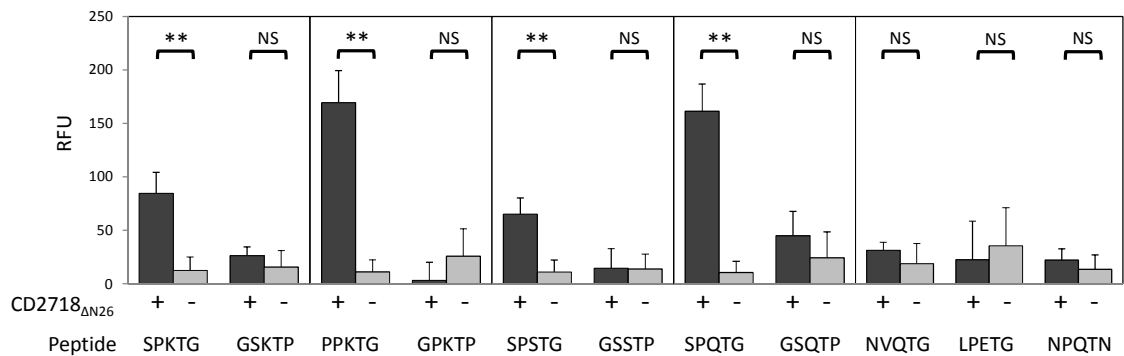 250
** NS ** NS ** NS ** NS NS NS NS
200
150
RFU
100
50
0
CD2718ΔN26 + - + - + - + - + - + - + - + - + - + - + -
Peptide SPKTG GSKTP PPKTG GPKTP SPSTG GSSTP SPQTG GSQTP NVQTG LPETG NPQTN